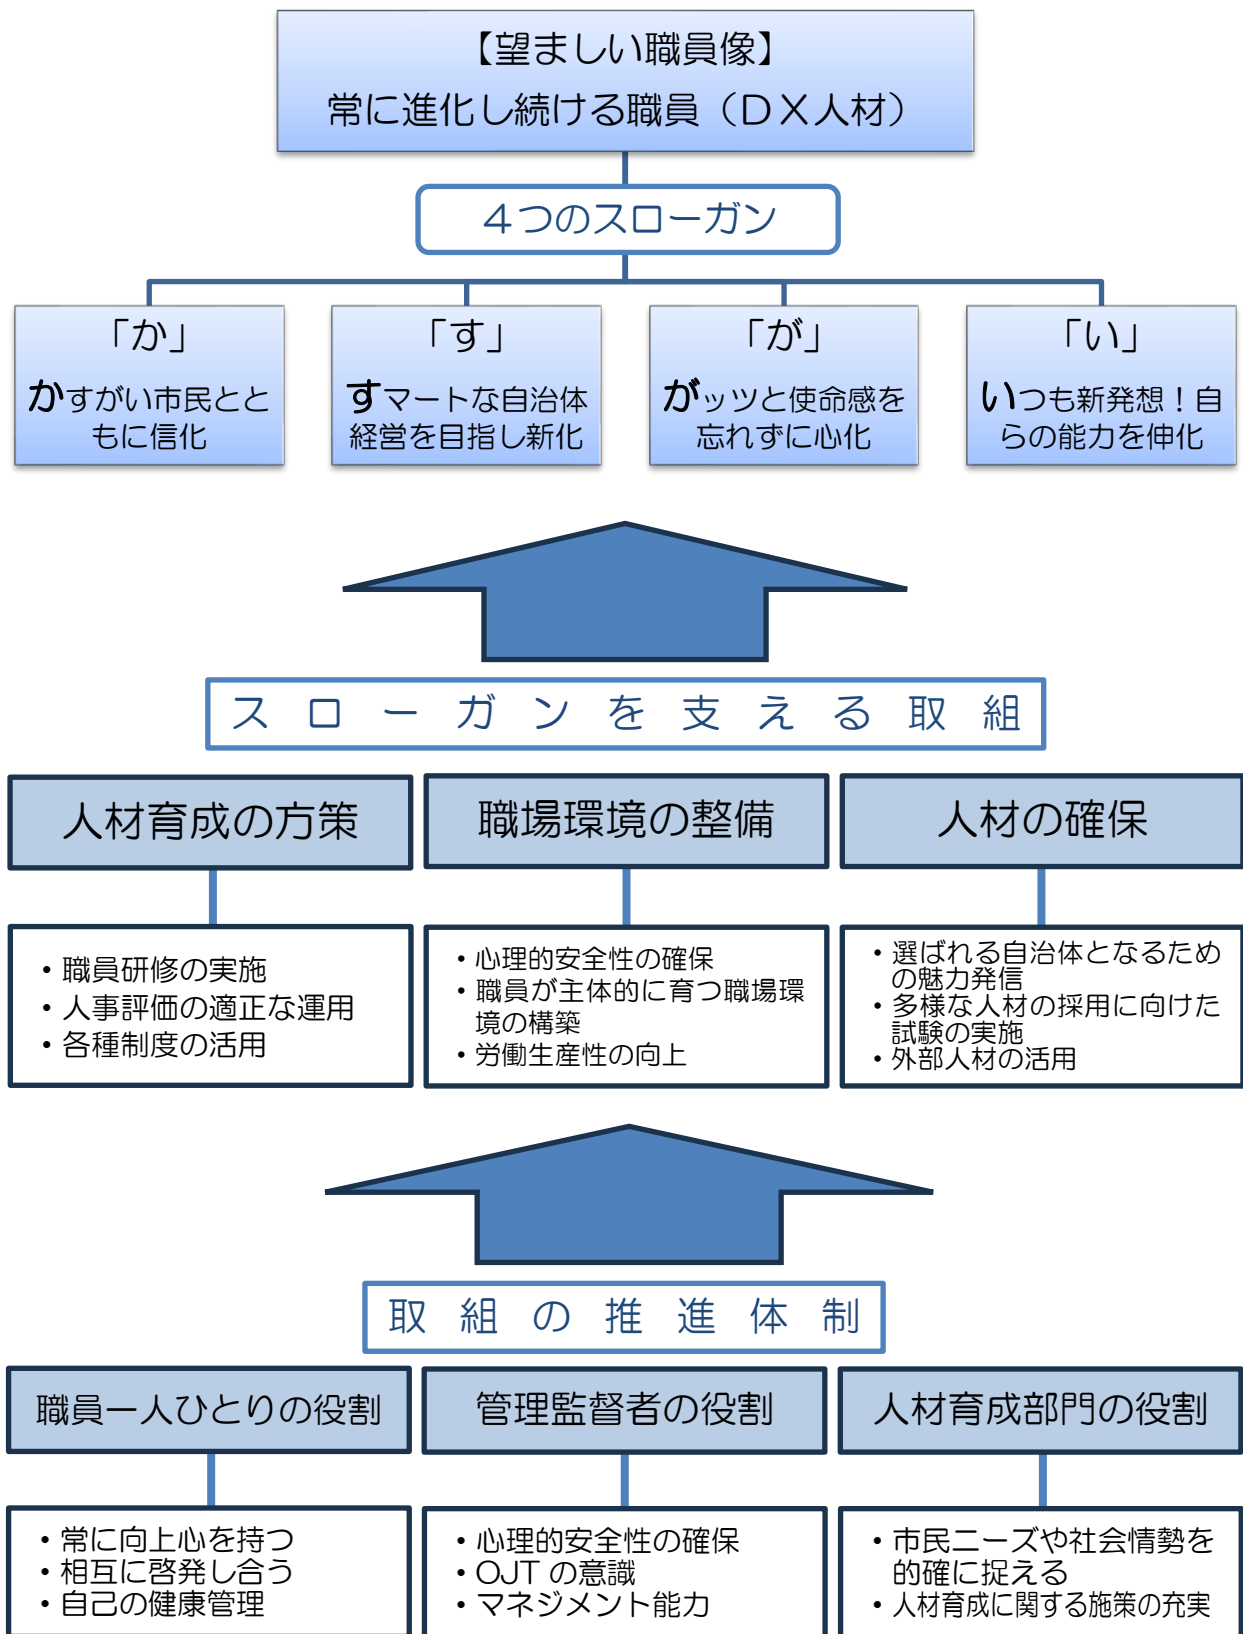 【望ましい職員像】
常に進化し続ける職員（ＤＸ人材）
４つのスローガン
「か」
かすがい市民とと
もに信化
「す」
すマートな自治体
経営を目指し新化
「が」
がッツと使命感を
忘れずに心化
「い」
いつも新発想！自
らの能力を伸化
スローガンを支える取組
人材育成の方策
・職員研修の実施
・人事評価の適正な運用
・各種制度の活用
職場環境の整備
・心理的安全性の確保
・職員が主体的に育つ職場環
境の構築
・労働生産性の向上
人材の確保
・選ばれる自治体となるため
の魅力発信
・多様な人材の採用に向けた
試験の実施
・外部人材の活用
取組の推進体制
職員一人ひとりの役割
・常に向上心を持つ
・相互に啓発し合う
・自己の健康管理
管理監督者の役割
・心理的安全性の確保
・OJT の意識
・マネジメント能力
人材育成部門の役割
・市民ニーズや社会情勢を
的確に捉える
・人材育成に関する施策の充実